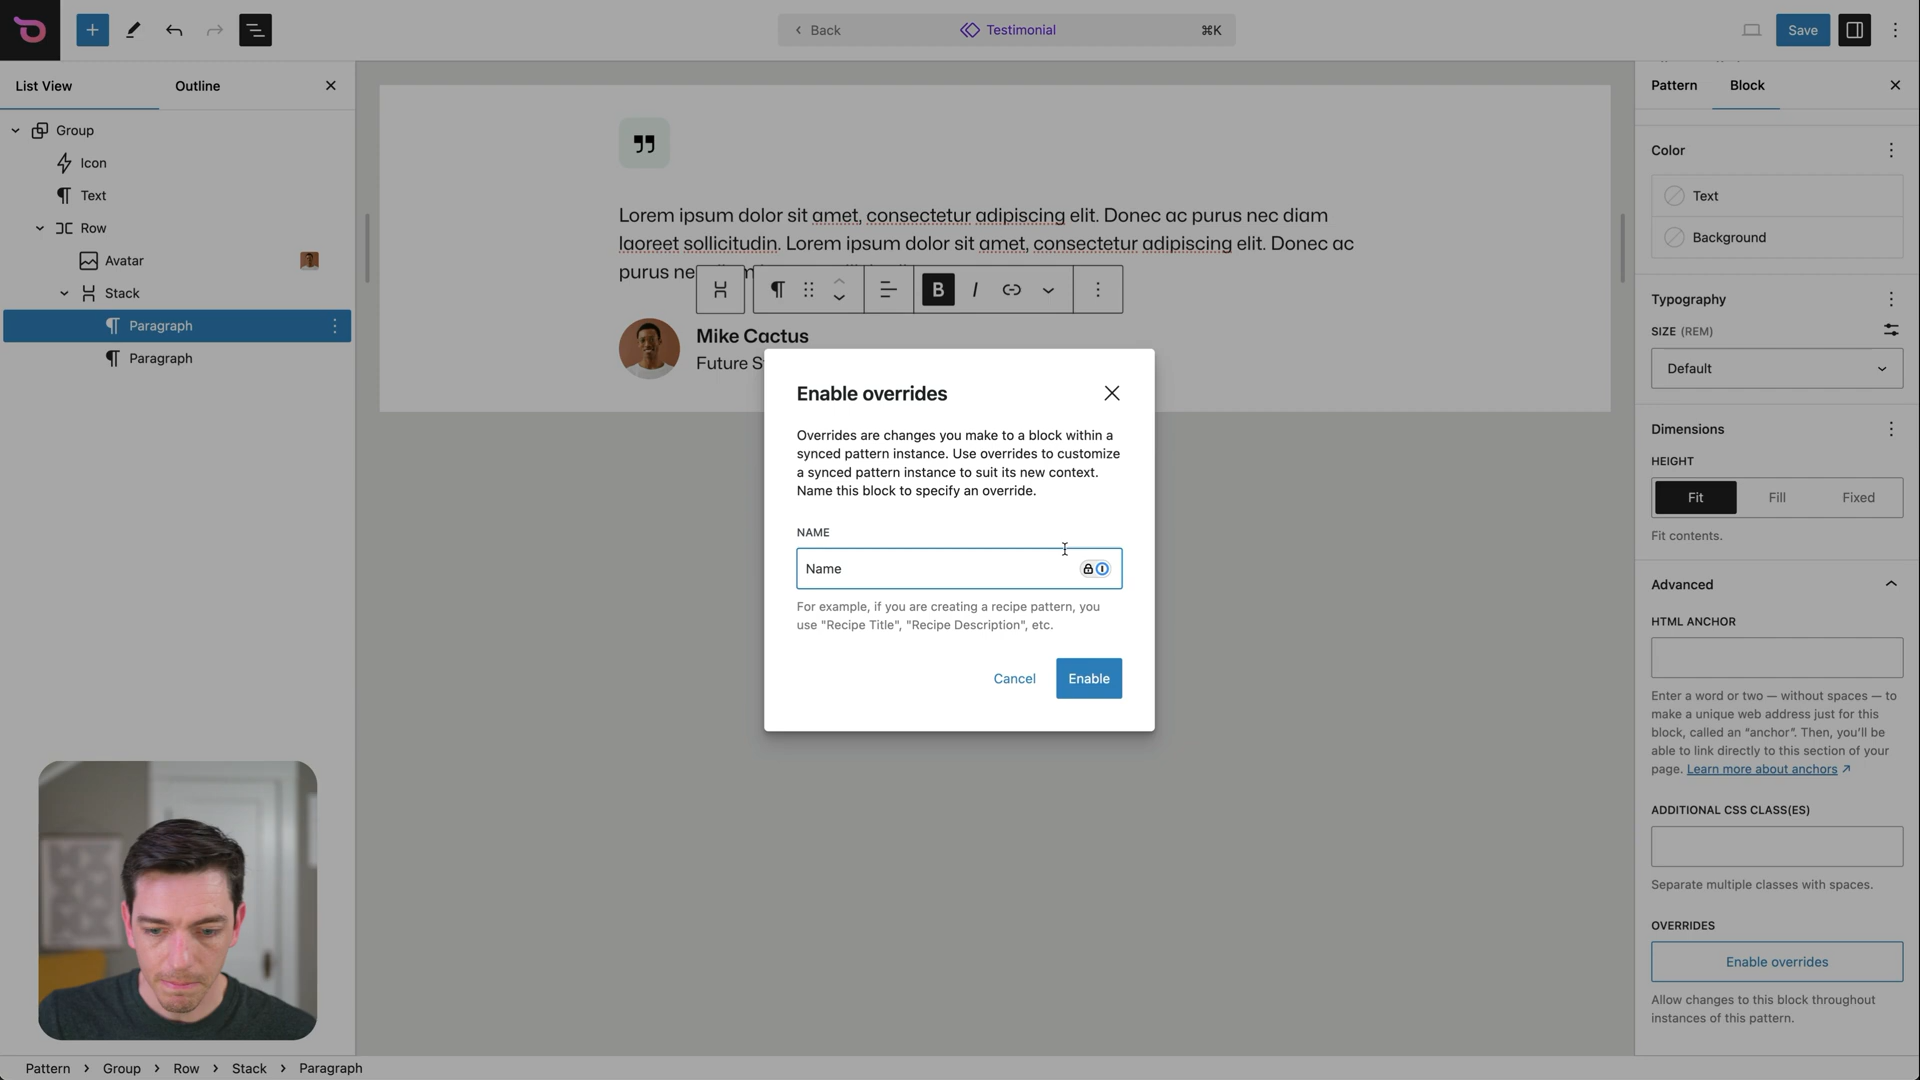 Back
Testimonial
⌘K
Save
List View
Outline
Pattern
Block
Group
Icon
Text
Row
Avatar
Stack
Paragraph
Paragraph
Lorem ipsum dolor sit amet, consectetur adipiscing elit. Donec ac purus nec diam
laoreet sollicitudin. Lorem ipsum dolor sit amet, consectetur adipiscing elit. Donec ac
purus ne
B
I
Mike Cactus
Future S
Enable overrides
Overrides are changes you make to a block within a
synced pattern instance. Use overrides to customize
a synced pattern instance to suit its new context.
Name this block to specify an override.
NAME
Name
For example, if you are creating a recipe pattern, you
use "Recipe Title", "Recipe Description", etc.
Cancel
Enable
Color
Text
Background
Typography
SIZE (REM)
Default
Dimensions
HEIGHT
Fit
Fill
Fixed
Fit contents.
Advanced
HTML ANCHOR
Enter a word or two — without spaces — to
make a unique web address just for this
block, called an “anchor”. Then, you’ll be
able to link directly to this section of your
page. Learn more about anchors ↗
ADDITIONAL CSS CLASS(ES)
Separate multiple classes with spaces.
OVERRIDES
Enable overrides
Allow changes to this block throughout
instances of this pattern.
Pattern > Group > Row > Stack > Paragraph